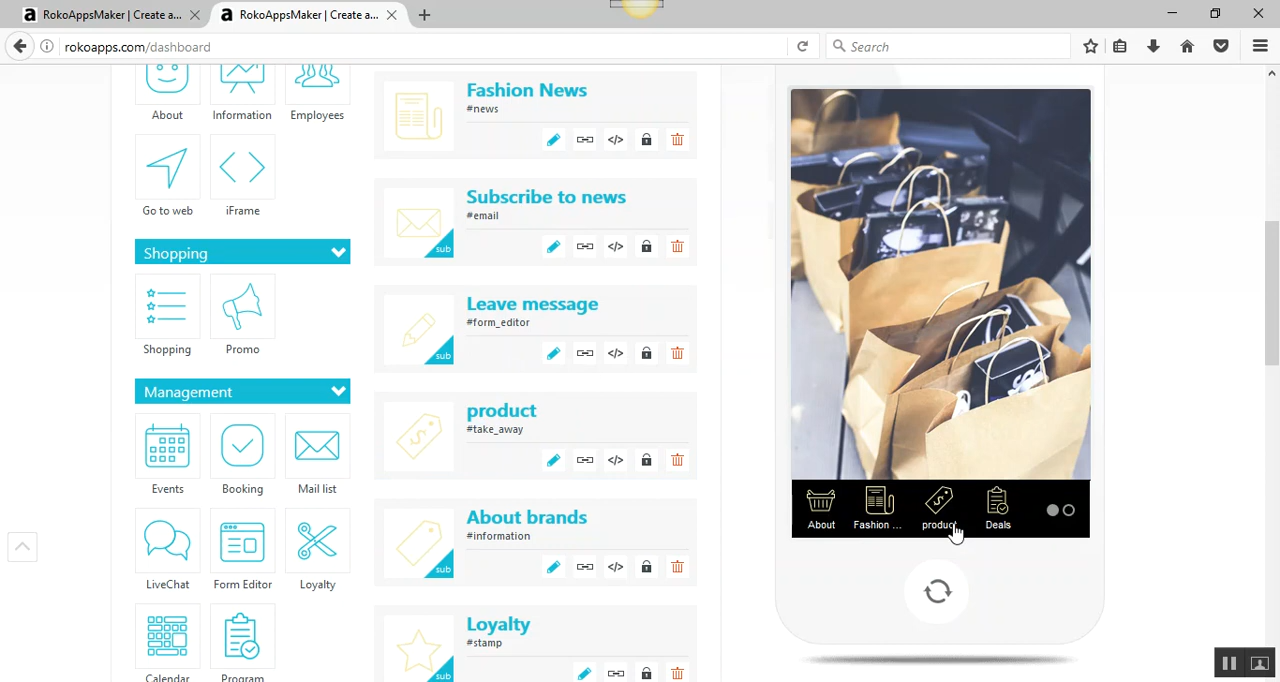 RokoAppsMaker | Create a...
RokoAppsMaker | Create a...
rokoapps.com/dashboard
Search
About
Information
Employees
Go to web
iFrame
Shopping
Shopping
Promo
Management
Events
Booking
Mail list
LiveChat
Form Editor
Loyalty
Calendar
Program
Fashion News
#news
Subscribe to news
#email
sub
Leave message
#form_editor
sub
product
#take_away
About brands
#information
sub
Loyalty
#stamp
sub
About
Fashion ...
product
Deals